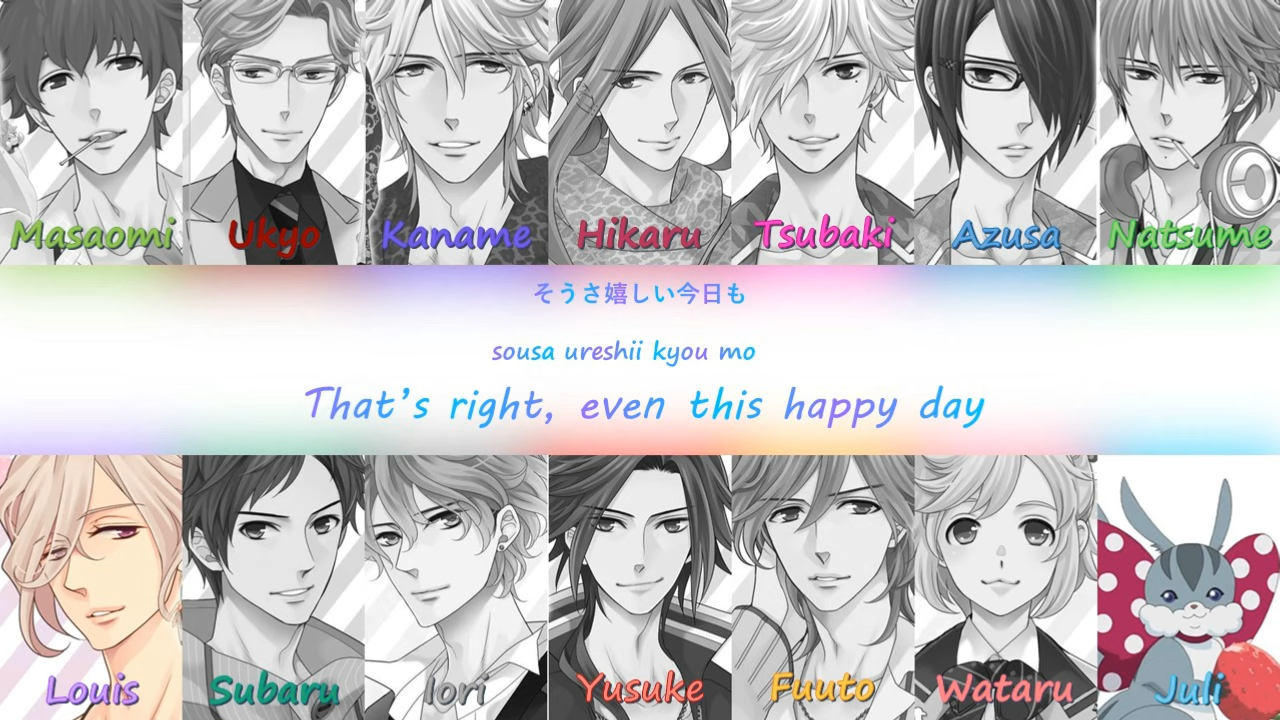 Masaomi Ukyo Kaname Hikaru Tsubaki Azusa Natsume
そうさ嬉しい今日も
sousa ureshii kyou mo
That's right, even this happy day
Louis Subaru Iori Yusuke Fuuto Wataru Juli